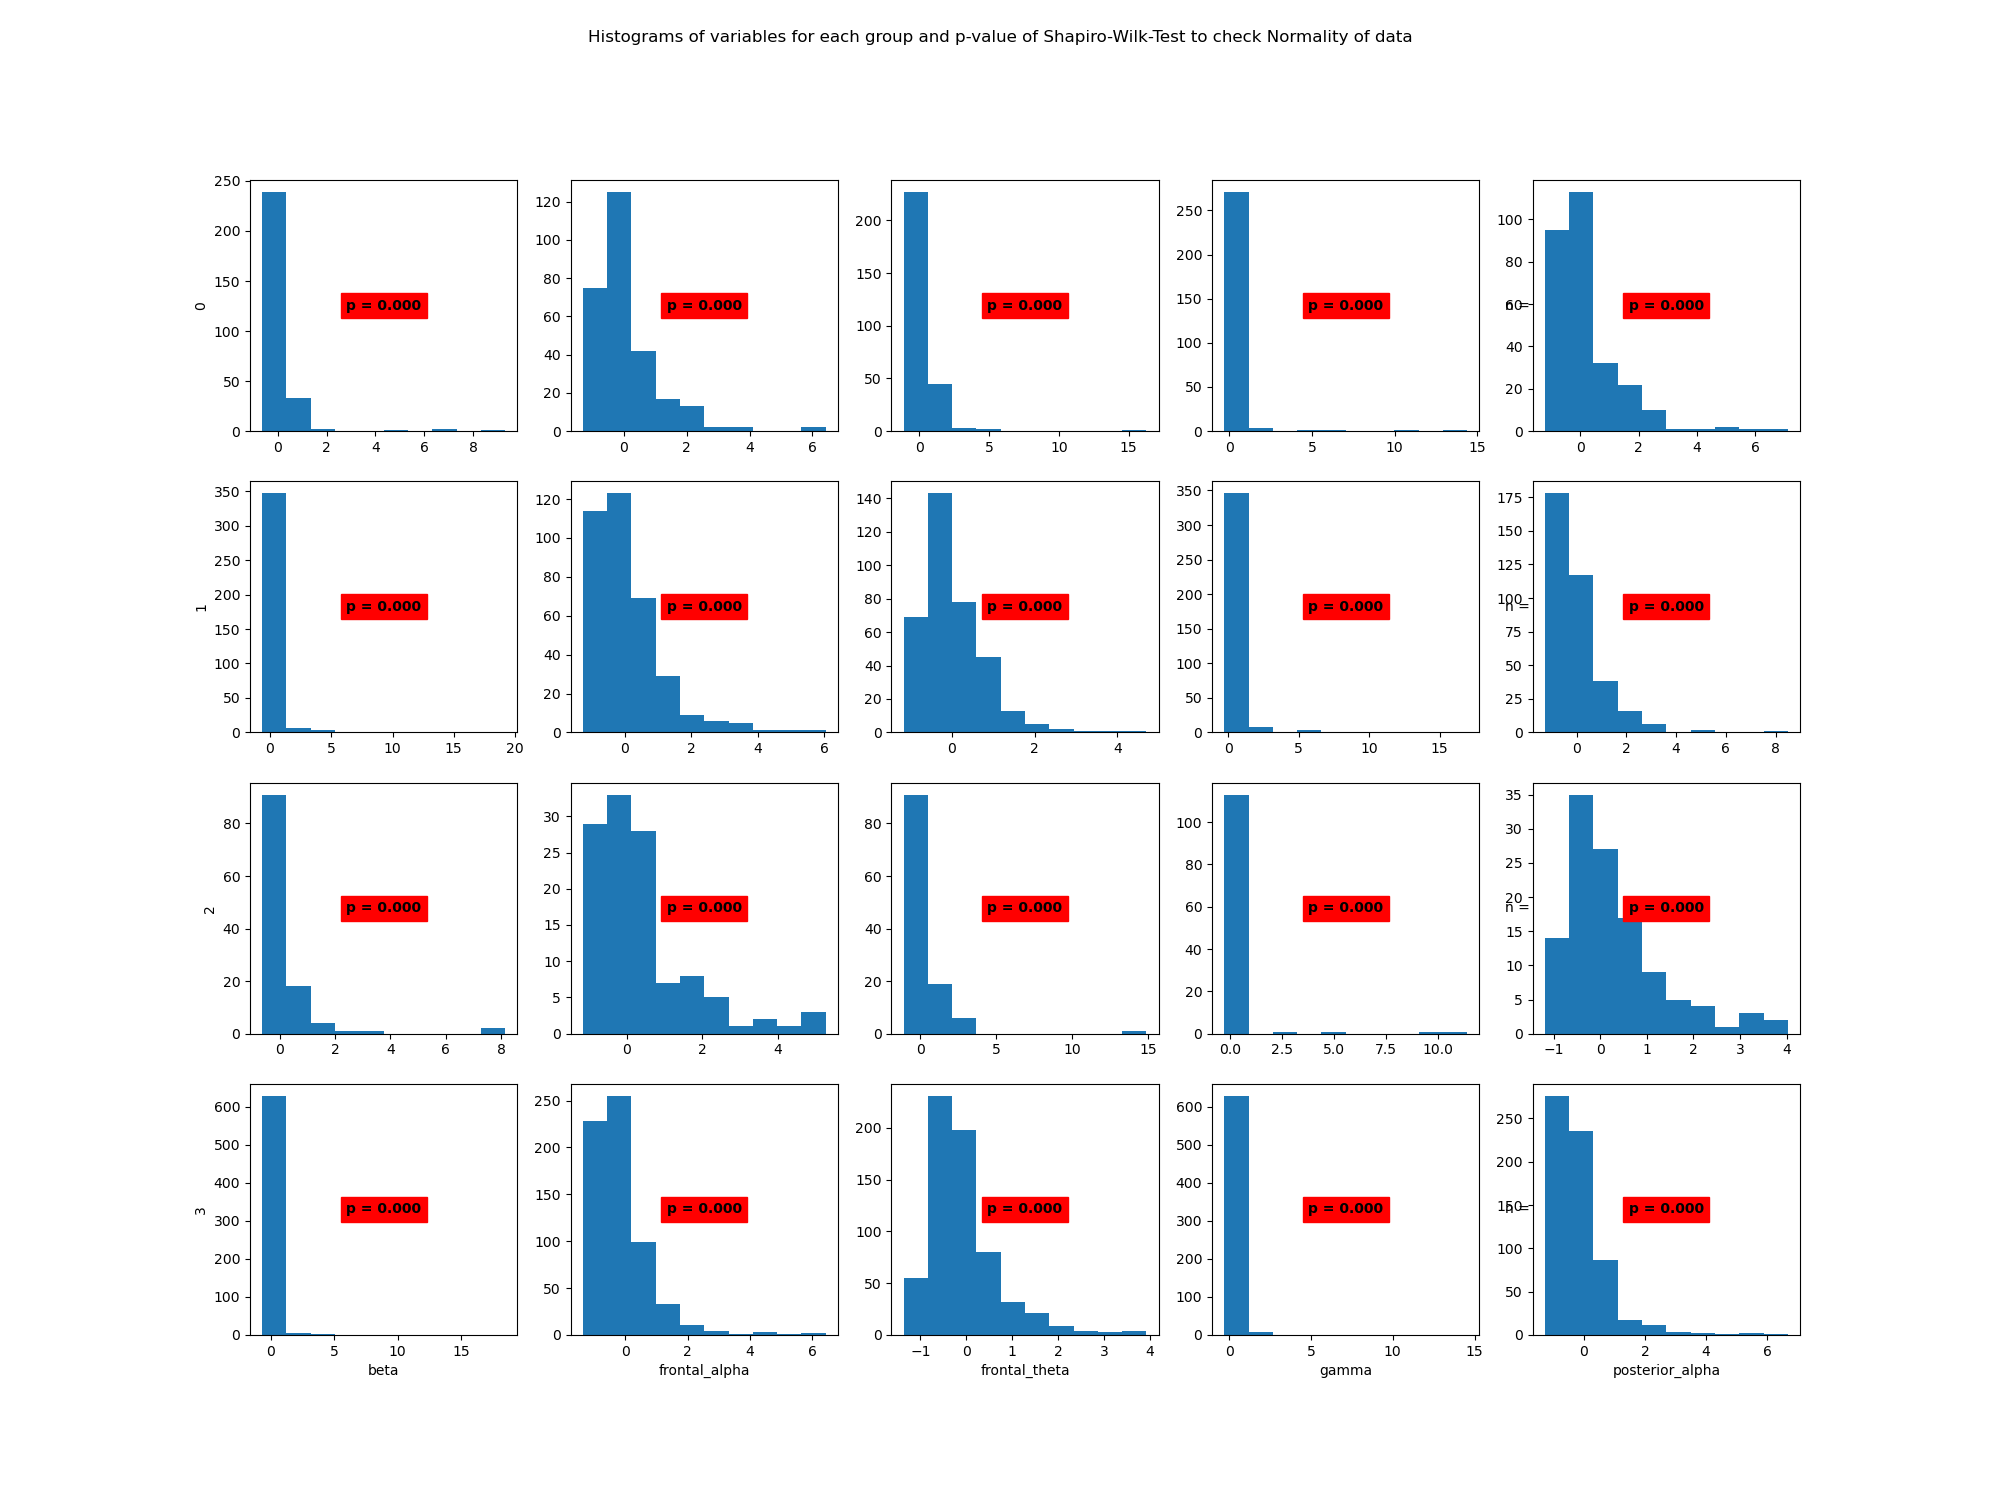 Histograms of variables for each group and p-value of Shapiro-Wilk-Test to check Normality of data
250
200
150
100
50
0
0
p = 0.000
0 2 4 6 8
120
100
80
60
40
20
0
p = 0.000
0 2 4 6
200
150
100
50
0
p = 0.000
0 5 10 15
250
200
150
100
50
0
p = 0.000
0 5 10 15
100
80
60
40
20
0
n =
p = 0.000
0 2 4 6
350
300
250
200
150
100
50
0
1
p = 0.000
0 5 10 15 20
120
100
80
60
40
20
0
p = 0.000
0 2 4 6
140
120
100
80
60
40
20
0
p = 0.000
0 2 4
350
300
250
200
150
100
50
0
p = 0.000
0 5 10 15
175
150
125
100
75
50
25
0
n =
p = 0.000
0 2 4 6 8
80
60
40
20
0
2
p = 0.000
0 2 4 6 8
30
25
20
15
10
5
0
p = 0.000
0 2 4
80
60
40
20
0
p = 0.000
0 5 10 15
100
80
60
40
20
0
p = 0.000
0.0 2.5 5.0 7.5 10.0
35
30
25
20
15
10
5
0
n =
p = 0.000
−1 0 1 2 3 4
600
500
400
300
200
100
0
3
p = 0.000
0 5 10 15
beta
250
200
150
100
50
0
p = 0.000
0 2 4 6
frontal_alpha
200
150
100
50
0
p = 0.000
−1 0 1 2 3 4
frontal_theta
600
500
400
300
200
100
0
p = 0.000
0 5 10 15
gamma
250
200
150
100
50
0
n =
p = 0.000
0 2 4 6
posterior_alpha